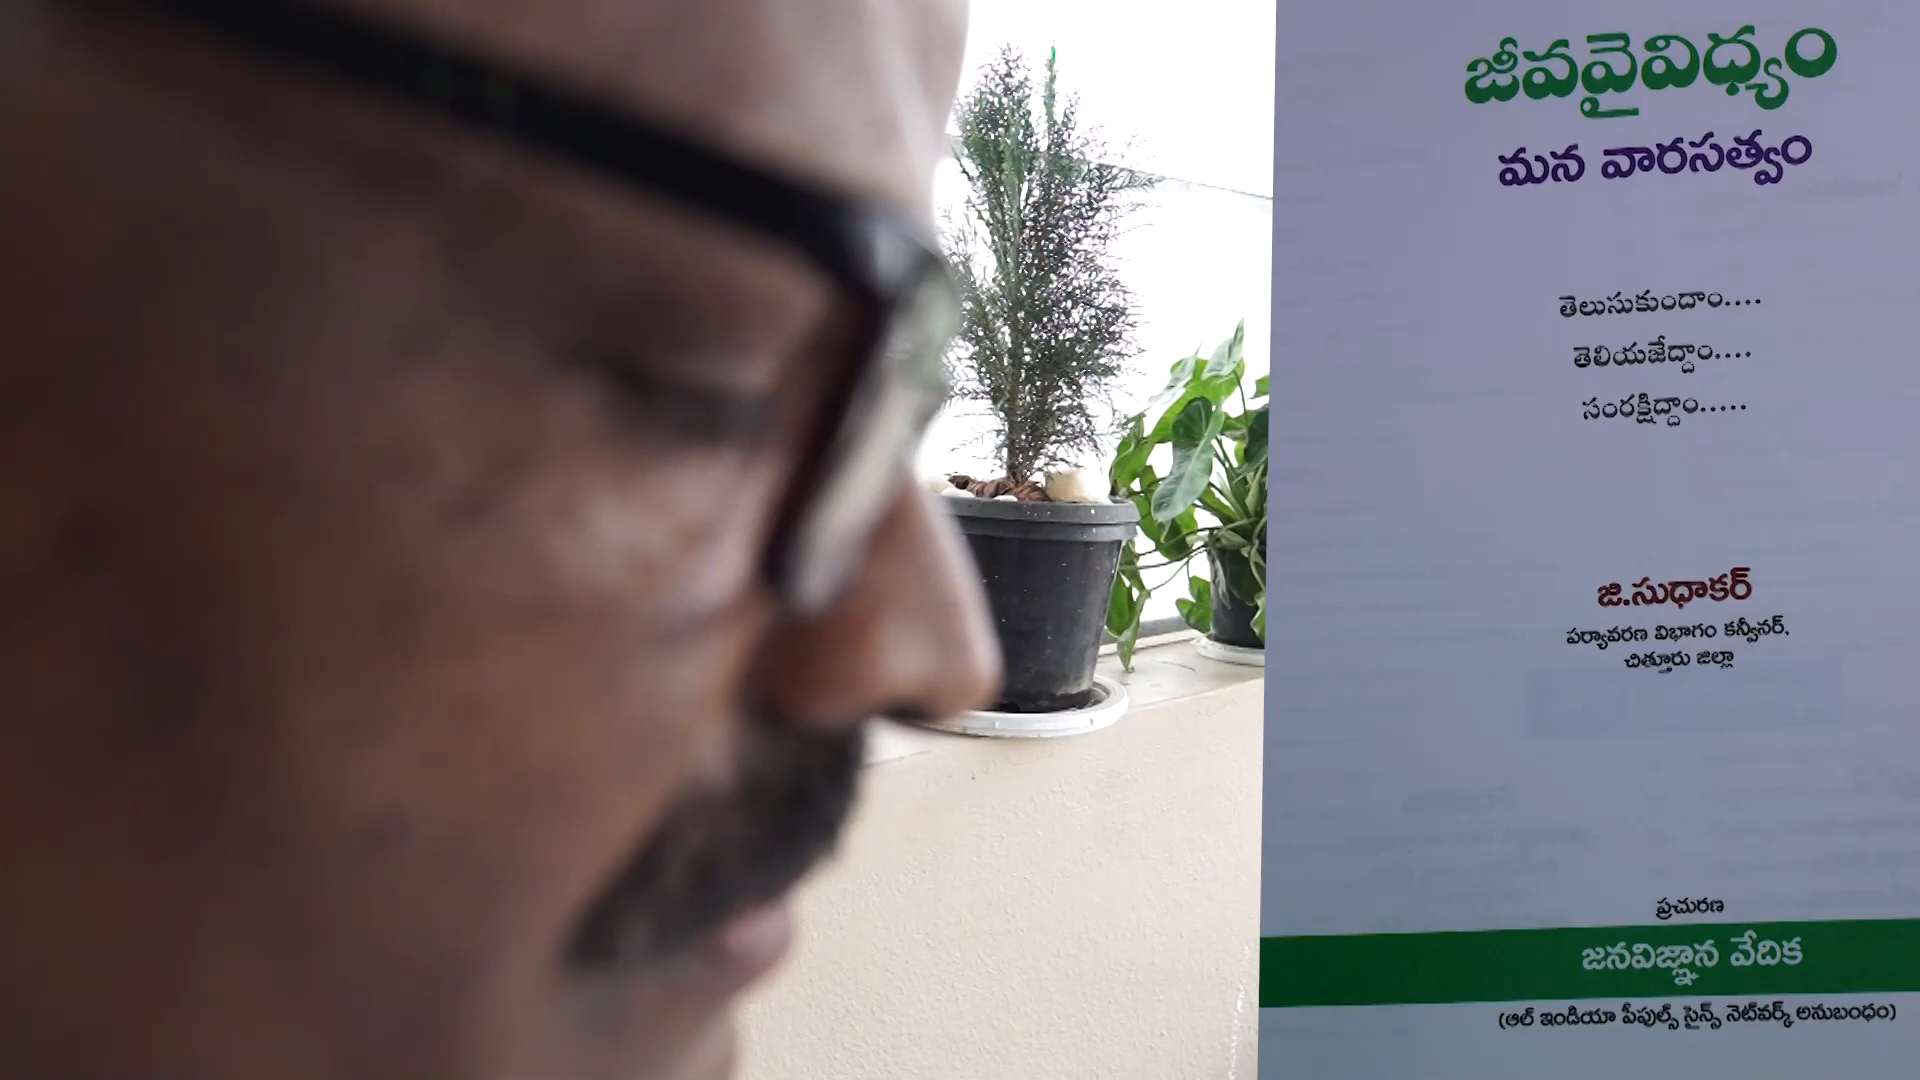 జీవవైవిధ్యం
మన వారసత్వం
తెలుసుకుందాం....
తెలియజేద్దాం....
సంరక్షిద్దాం.....
జి.సుధాకర్
పర్యావరణ విభాగం కన్వీనర్,
చిత్తూరు జిల్లా
ప్రచురణ
జనవిజ్ఞాన వేదిక
(ఆల్ ఇండియా పీపుల్స్ సైన్స్ నెట్‌వర్క్ అనుబంధం)